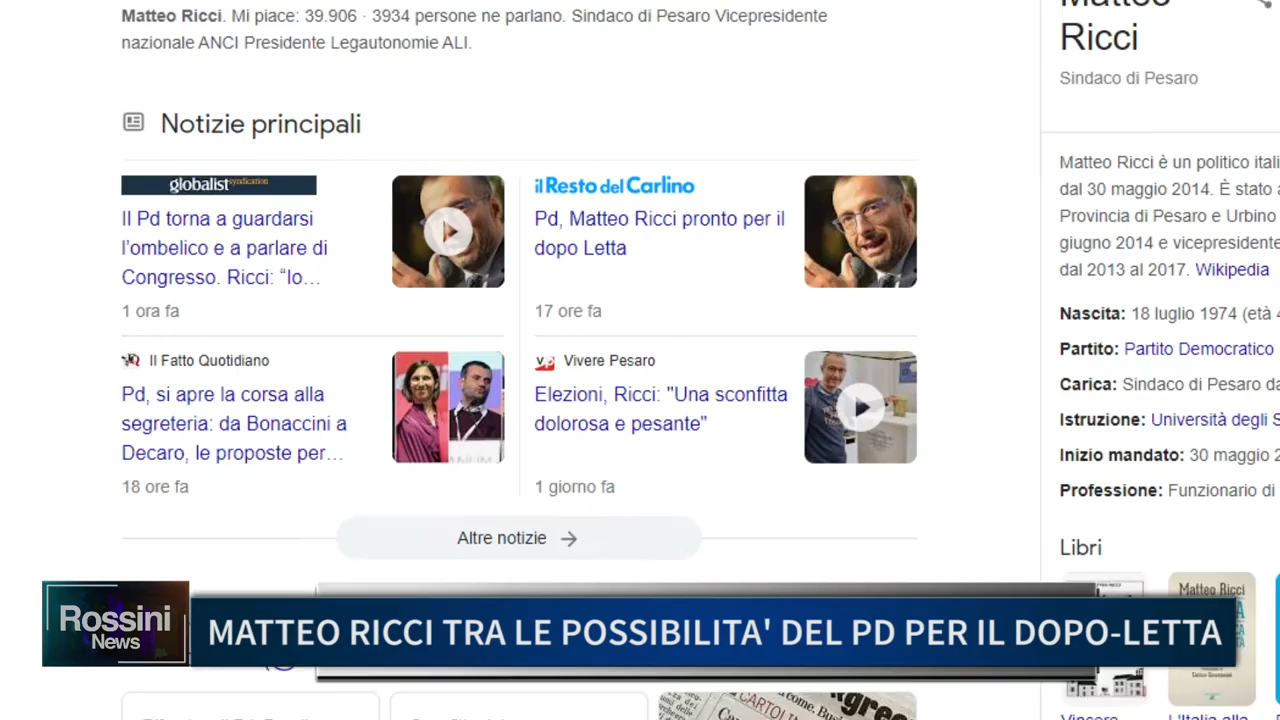 Matteo Ricci. Mi piace: 39.906 · 3934 persone ne parlano. Sindaco di Pesaro Vicepresidente
nazionale ANCI Presidente Legautonomie ALI.
Notizie principali
globalist syndication
Il Pd torna a guardarsi
l'ombelico e a parlare di
Congresso. Ricci: “Io...
1 ora fa
il Resto del Carlino
Pd, Matteo Ricci pronto per il
dopo Letta
17 ore fa
Il Fatto Quotidiano
Pd, si apre la corsa alla
segreteria: da Bonaccini a
Decaro, le proposte per...
18 ore fa
Vivere Pesaro
Elezioni, Ricci: "Una sconfitta
dolorosa e pesante"
1 giorno fa
Altre notizie
Matteo
Ricci
Sindaco di Pesaro
Matteo Ricci è un politico
dal 30 maggio 2014. È stato
Provincia di Pesaro e Urbino
giugno 2014 e vicepresidente
dal 2013 al 2017. Wikipedia
Nascita: 18 luglio 1974 (età
Partito: Partito Democratico
Carica: Sindaco di Pesaro
Istruzione: Università degli
Inizio mandato: 30 maggio
Professione: Funzionario di
Libri
Matteo Ricci
Rossini
News
MATTEO RICCI TRA LE POSSIBILITA' DEL PD PER IL DOPO-LETTA